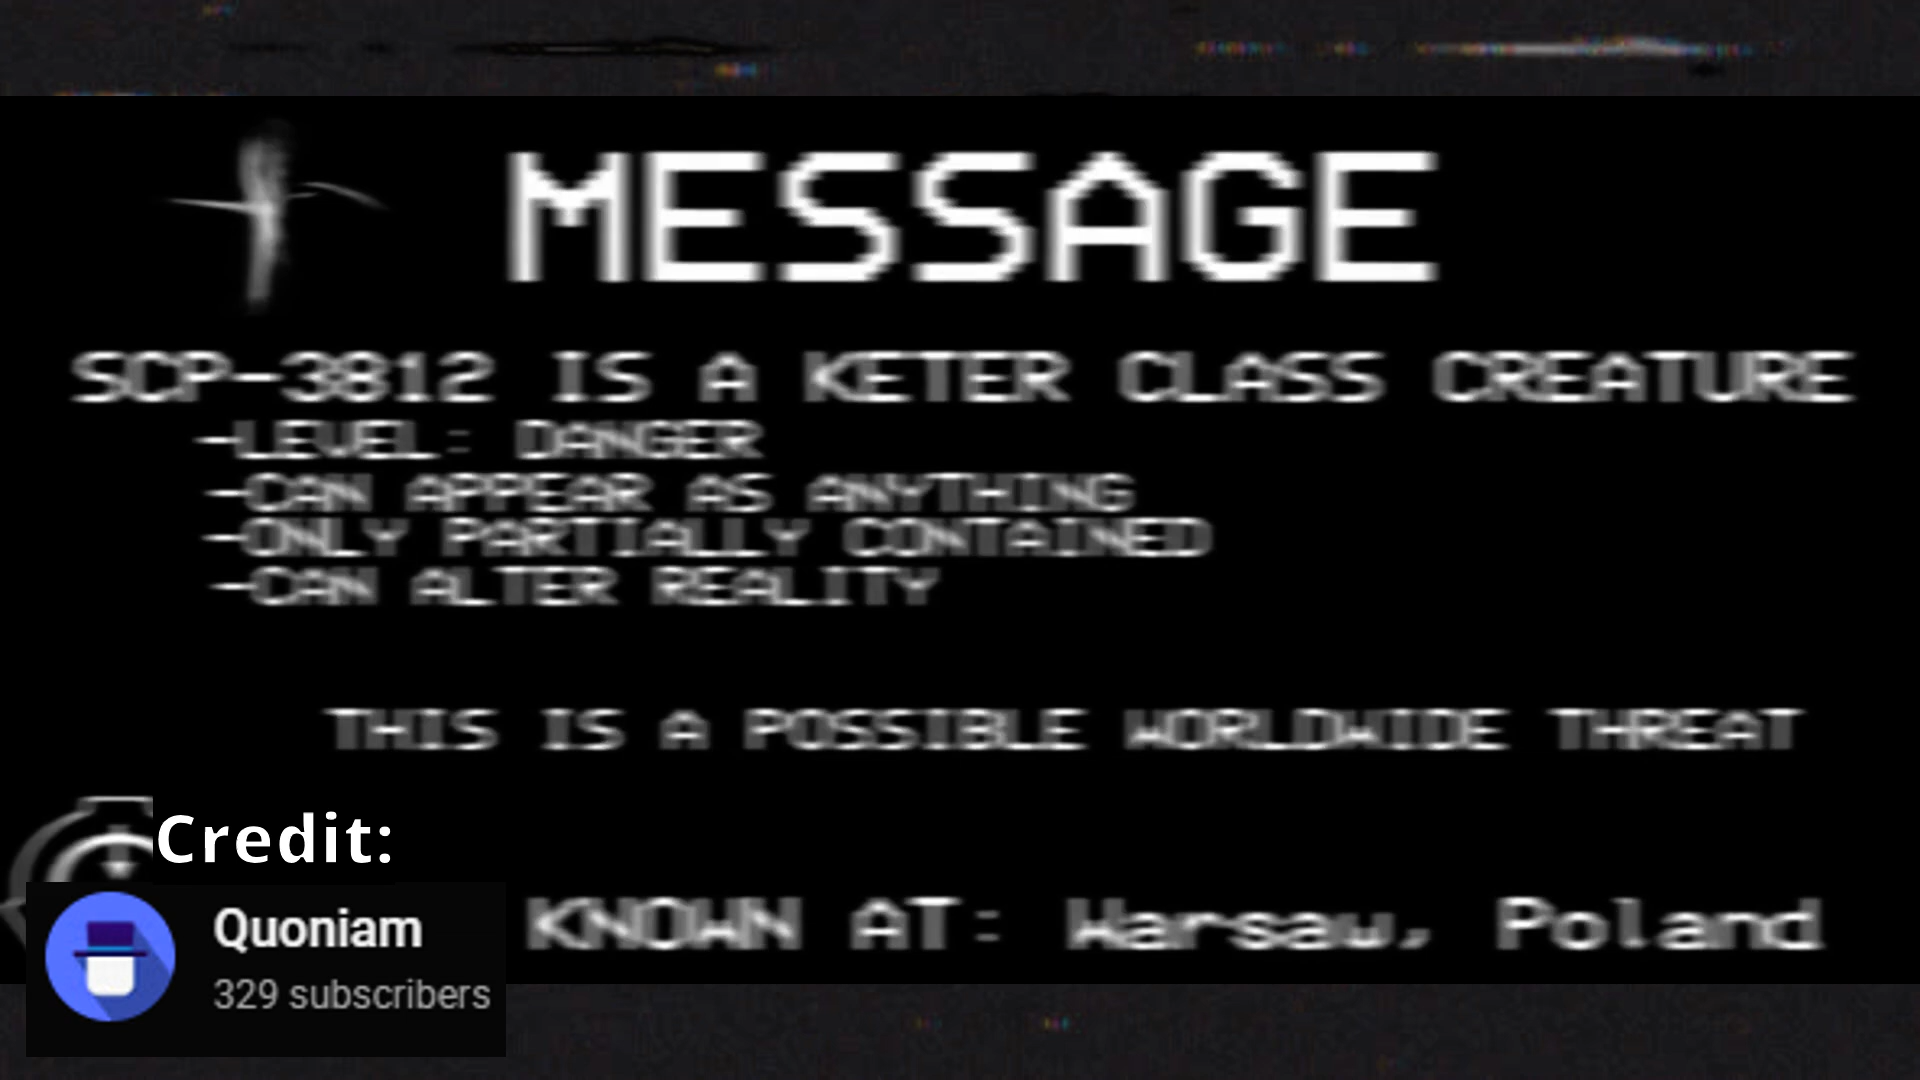 MESSAGE
SCP-3812 IS A KETER CLASS CREATURE
-LEVEL: DANGER
-CAN APPEAR AS ANYTHING
-ONLY PARTIALLY CONTAINED
-CAN ALTER REALITY
THIS IS A POSSIBLE WORLDWIDE THREAT
Credit:
Quoniam
KNOWN AT: Warsaw, Poland
329 subscribers